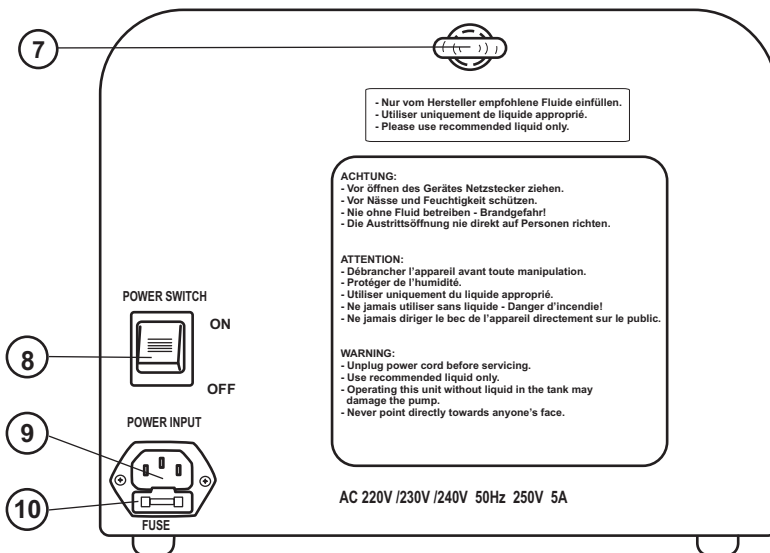 7
- Nur vom Hersteller empfohlene Fluide einfüllen.
- Utiliser uniquement de liquide approprié.
- Please use recommended liquid only.
ACHTUNG:
- Vor öffnen des Gerätes Netzstecker ziehen.
- Vor Nässe und Feuchtigkeit schützen.
- Nie ohne Fluid betreiben - Brandgefahr!
- Die Austrittsöffnung nie direkt auf Personen richten.
ATTENTION:
- Débrancher l'appareil avant toute manipulation.
- Protéger de l'humidité.
- Utiliser uniquement du liquide approprié.
- Ne jamais utiliser sans liquide - Danger d'incendie!
- Ne jamais diriger le bec de l'appareil directement sur le public.
WARNING:
- Unplug power cord before servicing.
- Use recommended liquid only.
- Operating this unit without liquid in the tank may
damage the pump.
- Never point directly towards anyone's face.
POWER SWITCH
ON
8
OFF
POWER INPUT
9
10
FUSE
AC 220V /230V /240V 50Hz 250V 5A